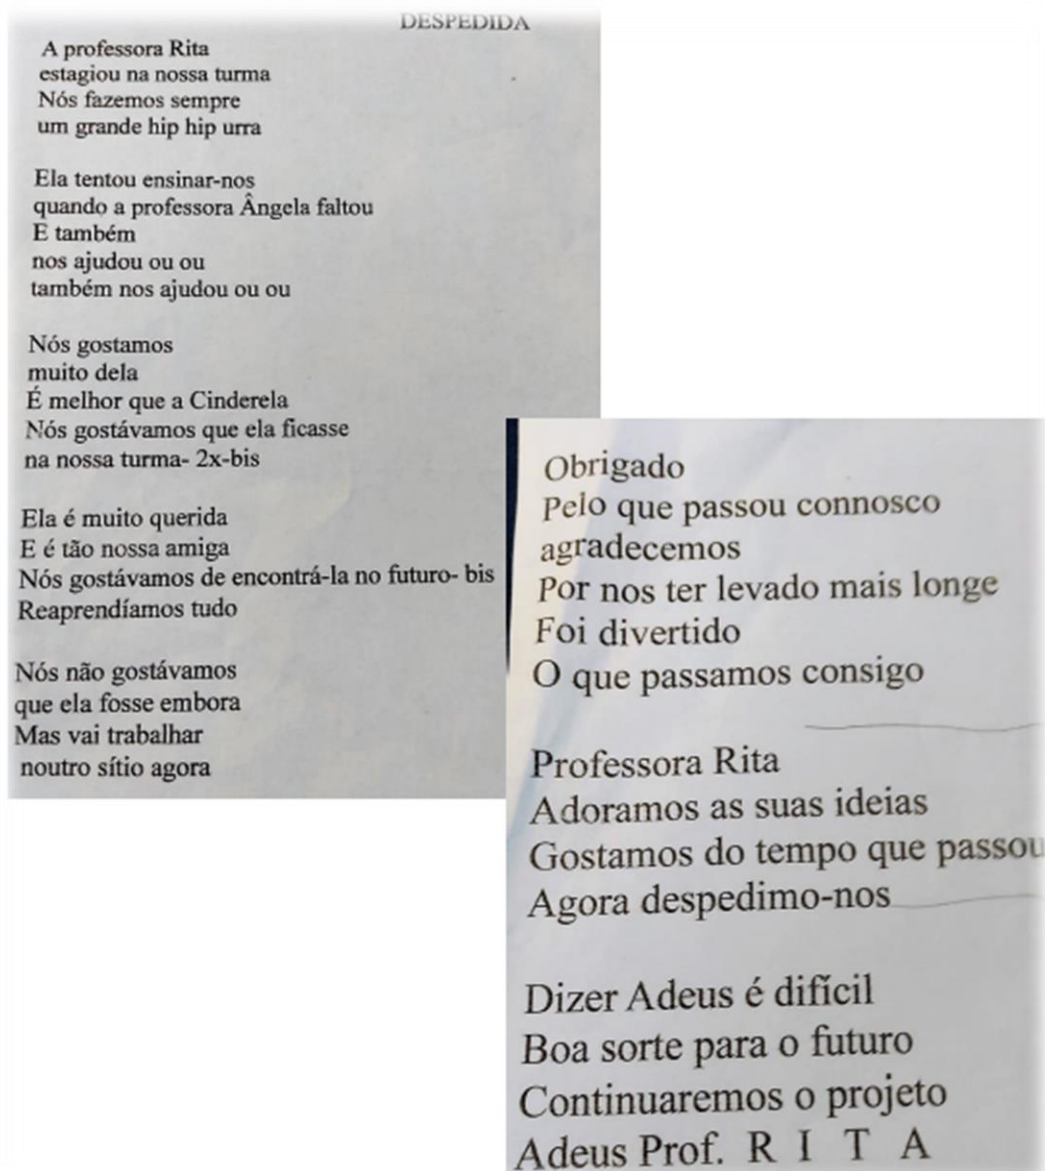 DESPEDIDA
A professora Rita
estagiou na nossa turma
Nós fazemos sempre
um grande hip hip urra
Ela tentou ensinar-nos
quando a professora Ângela faltou
E também
nos ajudou ou ou
também nos ajudou ou ou
Nós gostamos
muito dela
É melhor que a Cinderela
Nós gostávamos que ela ficasse
na nossa turma- 2x-bis
Ela é muito querida
E é tão nossa amiga
Nós gostávamos de encontrá-la no futuro- bis
Reaprendíamos tudo
Nós não gostávamos
que ela fosse embora
Mas vai trabalhar
noutro sítio agora
Obrigado
Pelo que passou connosco
agradecemos
Por nos ter levado mais longe
Foi divertido
O que passamos consigo
Professora Rita
Adoramos as suas ideias
Gostamos do tempo que passou
Agora despedimo-nos
Dizer Adeus é difícil
Boa sorte para o futuro
Continuaremos o projeto
Adeus Prof. R I T A